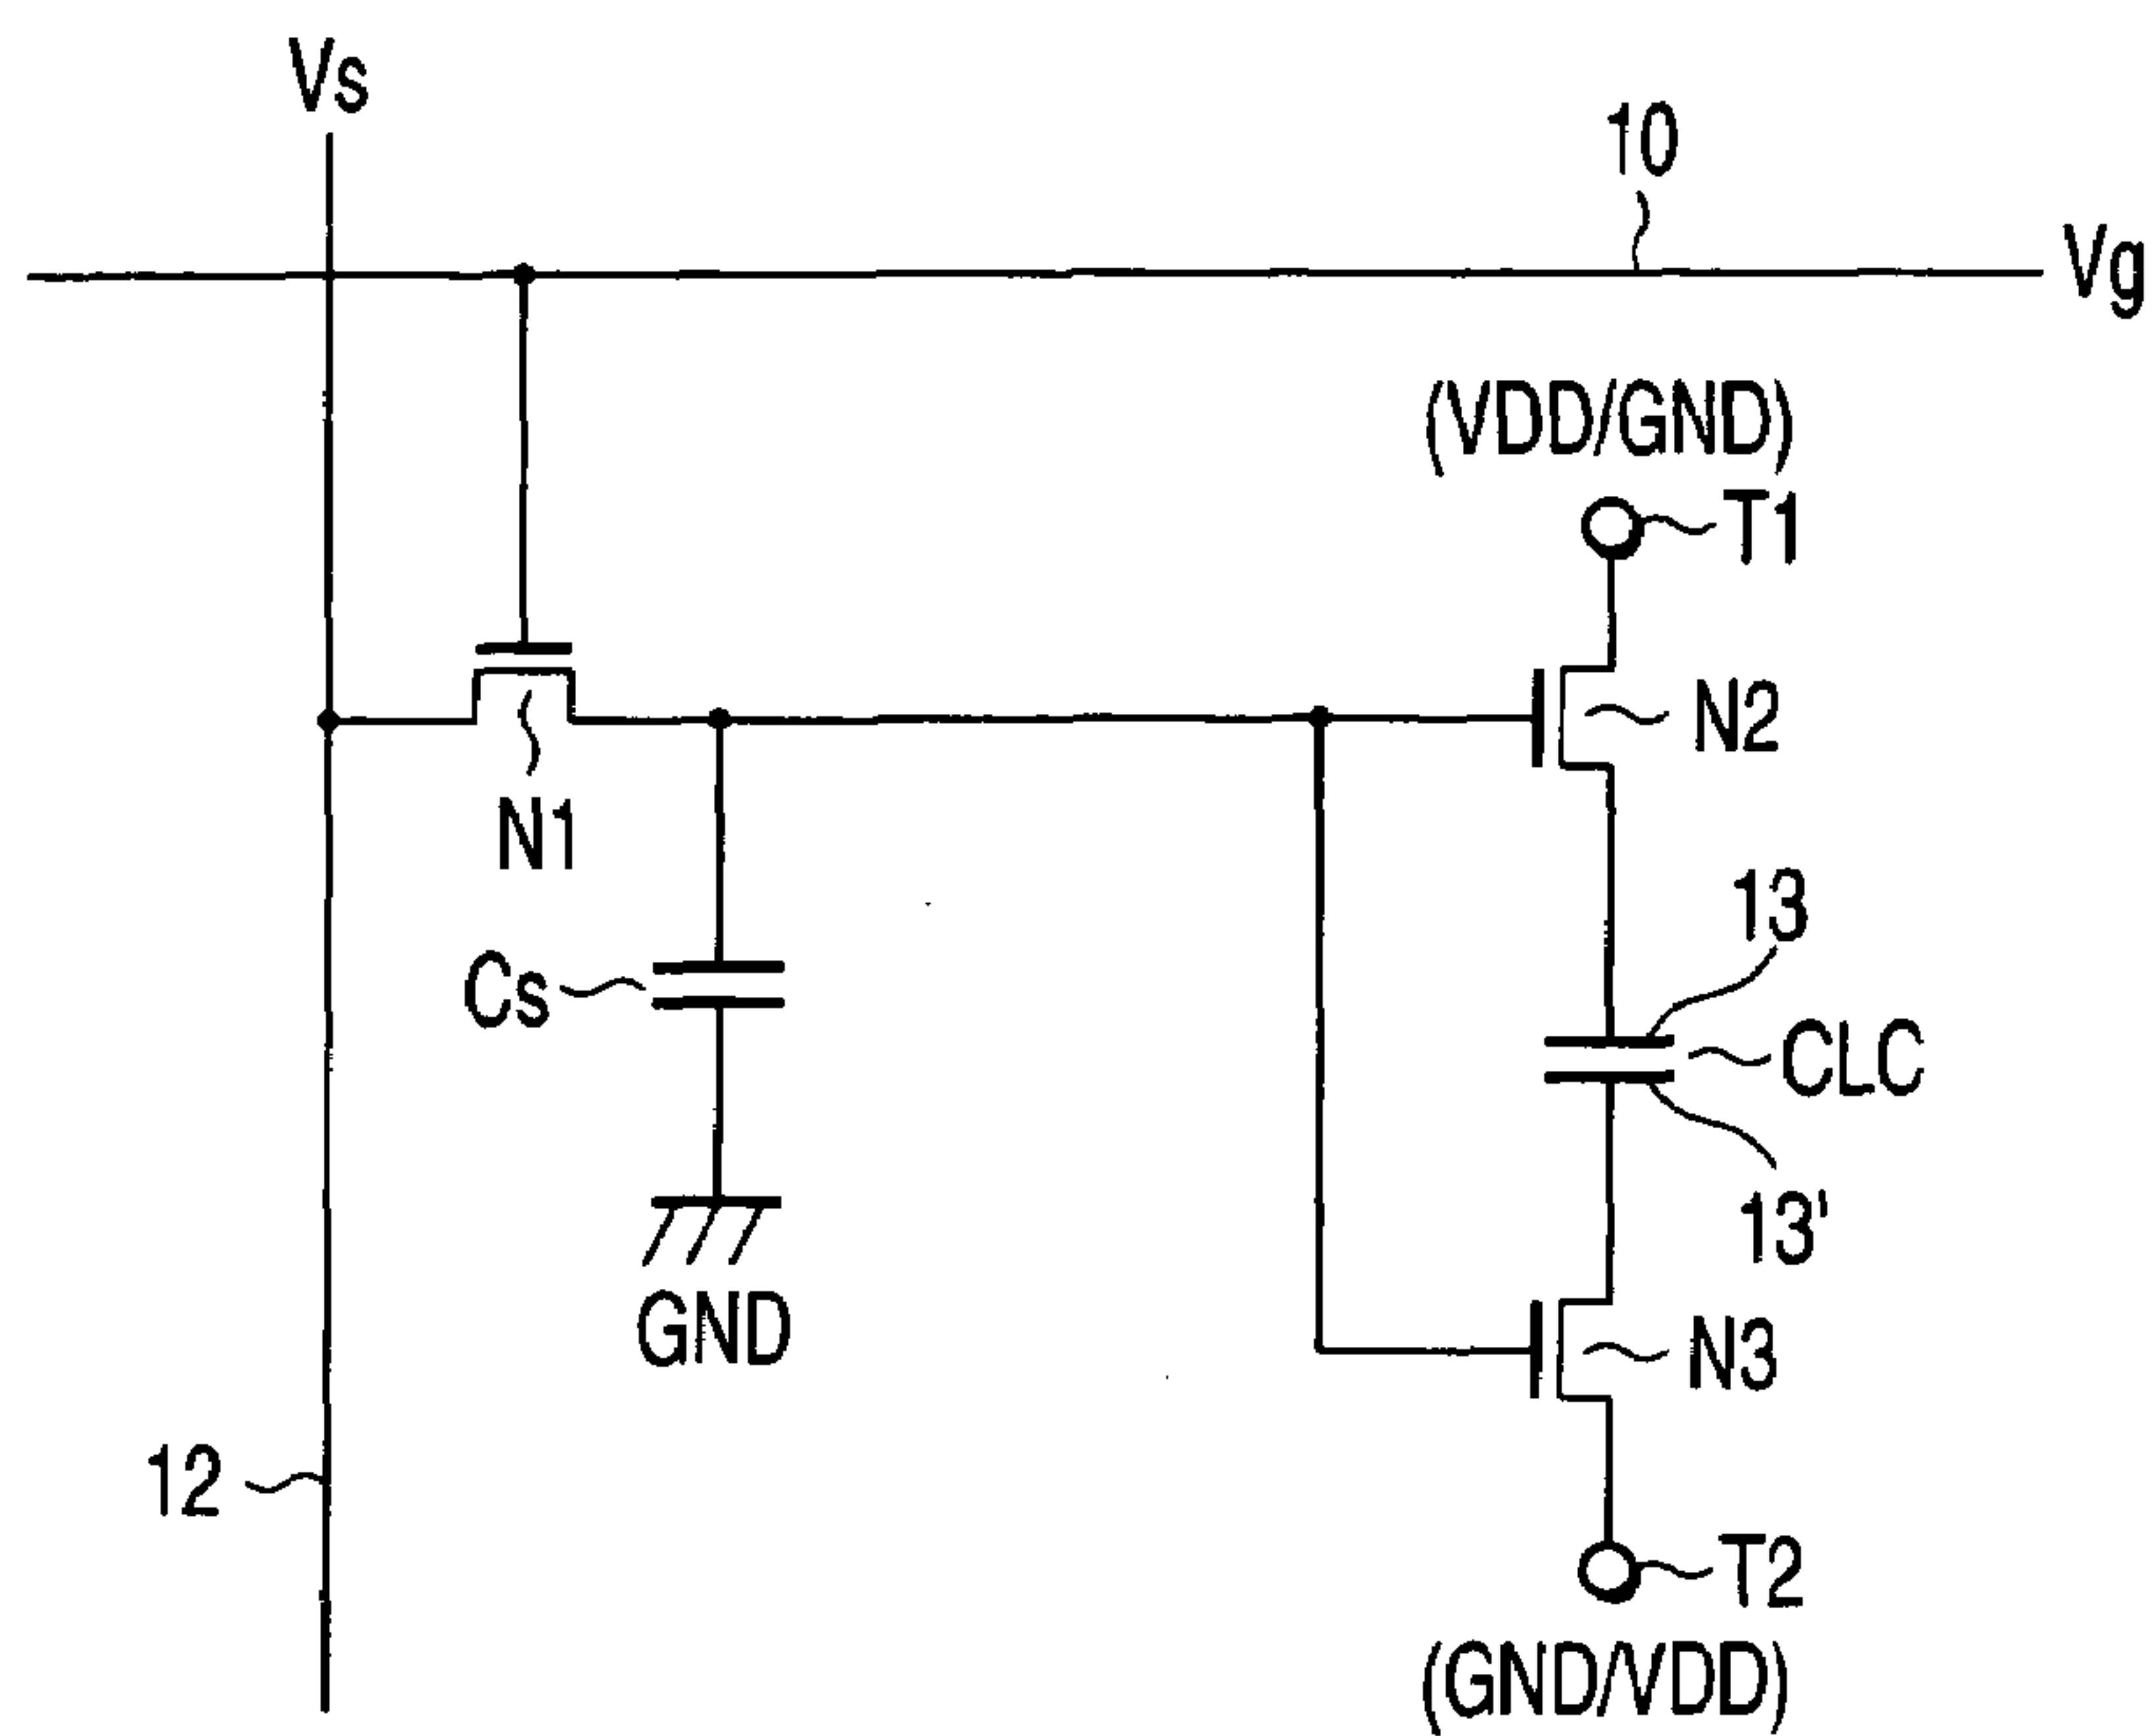 Vs
10
Vg
(VDD/GND)
T1
N2
N1
13
Cs
CLC
13'
GND
N3
12
T2
(GND/VDD)